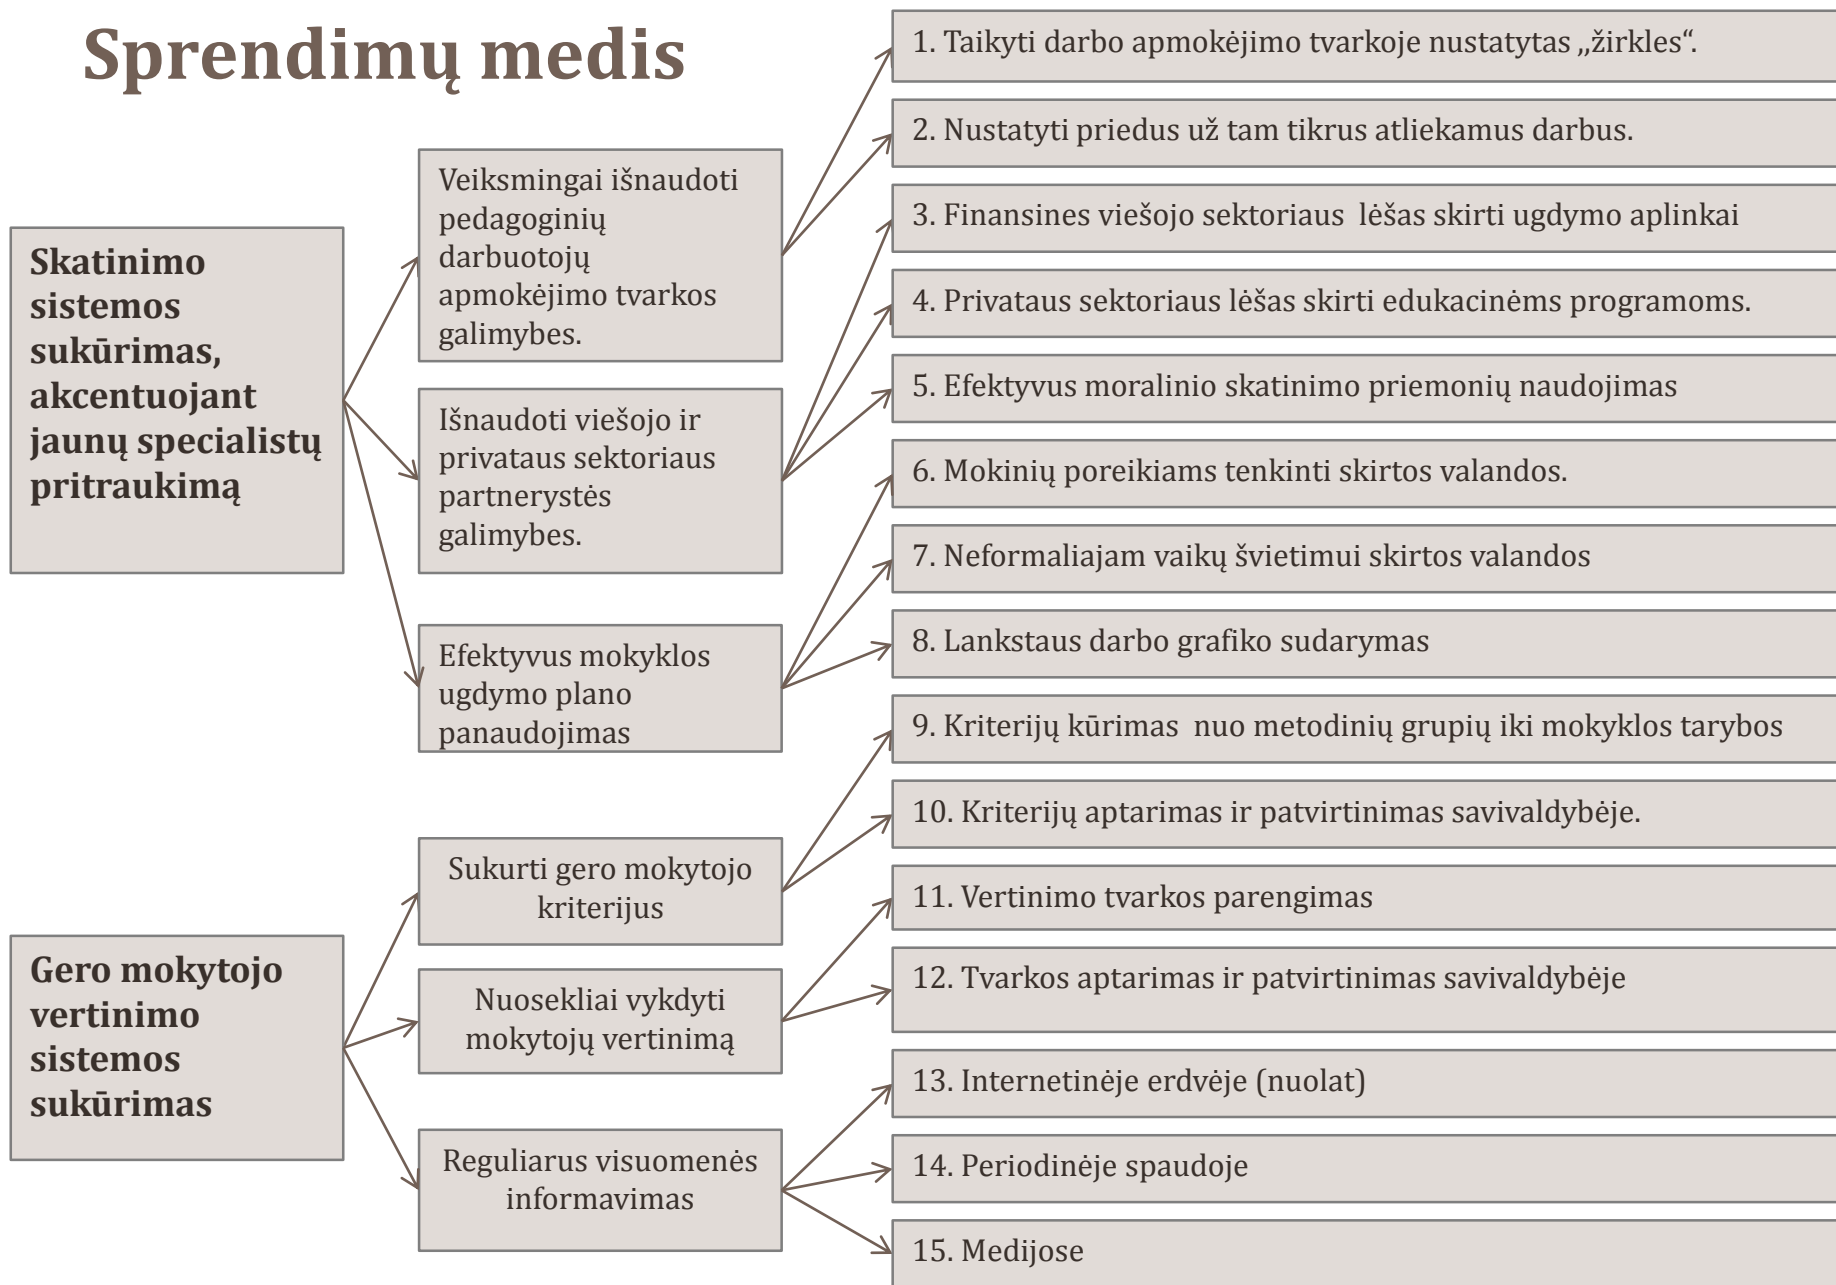 Sprendimų medis
Skatinimo
sistemos
sukūrimas,
akcentuojant
jaunų specialistų
pritraukimą
Veiksmingai išnaudoti
pedagoginių
darbuotojų
apmokėjimo tvarkos
galimybes.
Išnaudoti viešojo ir
privataus sektoriaus
partnerystės
galimybes.
Efektyvus mokyklos
ugdymo plano
panaudojimas
1. Taikyti darbo apmokėjimo tvarkoje nustatytas „žirkles“.
2. Nustatyti priedus už tam tikrus atliekamus darbus.
3. Finansines viešojo sektoriaus  lėšas skirti ugdymo aplinkai
4. Privataus sektoriaus lėšas skirti edukacinėms programoms.
5. Efektyvus moralinio skatinimo priemonių naudojimas
6. Mokinių poreikiams tenkinti skirtos valandos.
7. Neformaliajam vaikų švietimui skirtos valandos
8. Lankstaus darbo grafiko sudarymas
Gero mokytojo
vertinimo
sistemos
sukūrimas
Sukurti gero mokytojo
kriterijus
Nuosekliai vykdyti
mokytojų vertinimą
Reguliarus visuomenės
informavimas
9. Kriterijų kūrimas  nuo metodinių grupių iki mokyklos tarybos
10. Kriterijų aptarimas ir patvirtinimas savivaldybėje.
11. Vertinimo tvarkos parengimas
12. Tvarkos aptarimas ir patvirtinimas savivaldybėje
13. Internetinėje erdvėje (nuolat)
14. Periodinėje spaudoje
15. Medijose